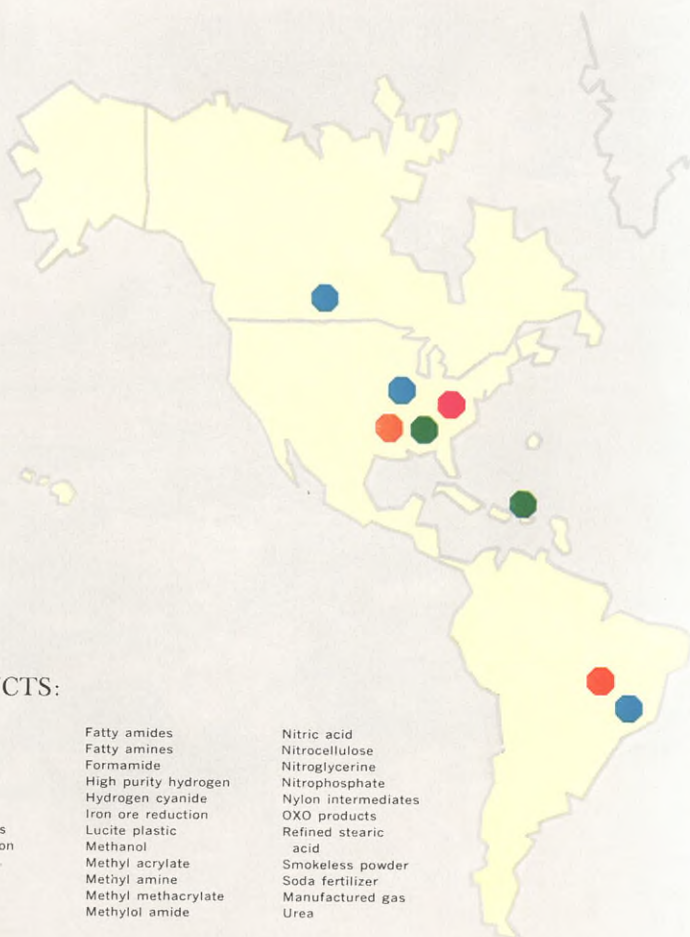 CTS:
s
on
Fatty amides
Fatty amines
Formamide
High purity hydrogen
Hydrogen cyanide
Iron ore reduction
Lucite plastic
Methanol
Methyl acrylate
Methyl amine
Methyl methacrylate
Methylol amide
Nitric acid
Nitrocellulose
Nitroglycerine
Nitrophosphate
Nylon intermediates
OXO products
Refined stearic
acid
Smokeless powder
Soda fertilizer
Manufactured gas
Urea